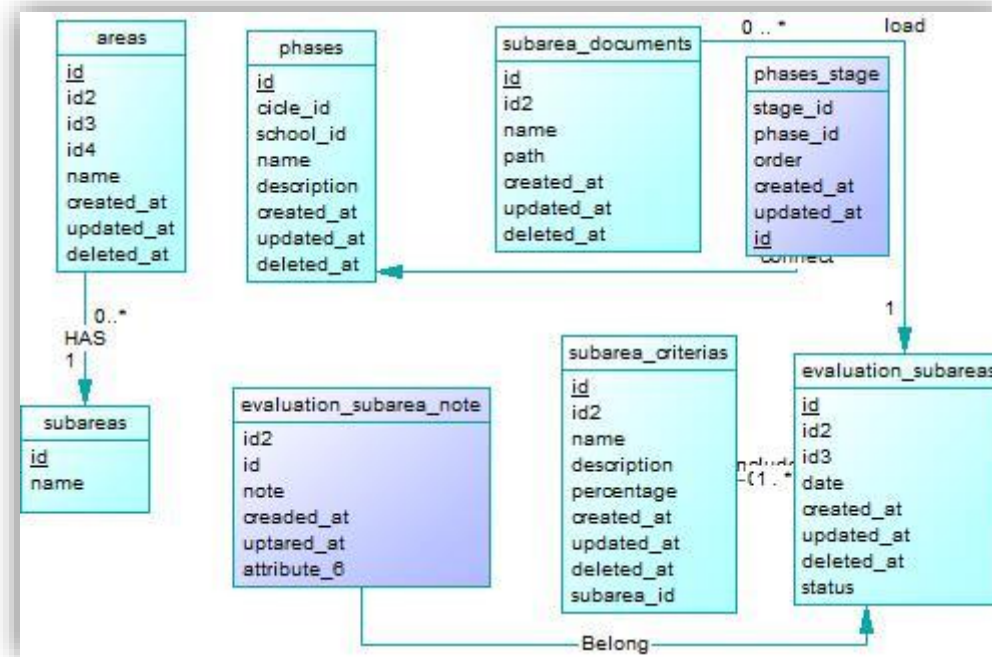 areas
id
id2
id3
id4
name
created_at
updated_at
deleted_at
phases
id
cicle_id
school_id
name
description
created_at
updated_at
deleted_at
subarea_documents
id
id2
name
path
created_at
updated_at
deleted_at
0 .. *
load
phases_stage
stage_id
phase_id
order
created_at
updated_at
id
connect
0..*
HAS
1
1
subareas
id
name
evaluation_subarea_note
id2
id
note
creaded_at
uptared_at
attribute_6
subarea_criterias
id
id2
name
description
percentage
created_at
updated_at
deleted_at
subarea_id
1 .. *
evaluation_subareas
id
id2
id3
date
created_at
updated_at
deleted_at
status
Belong